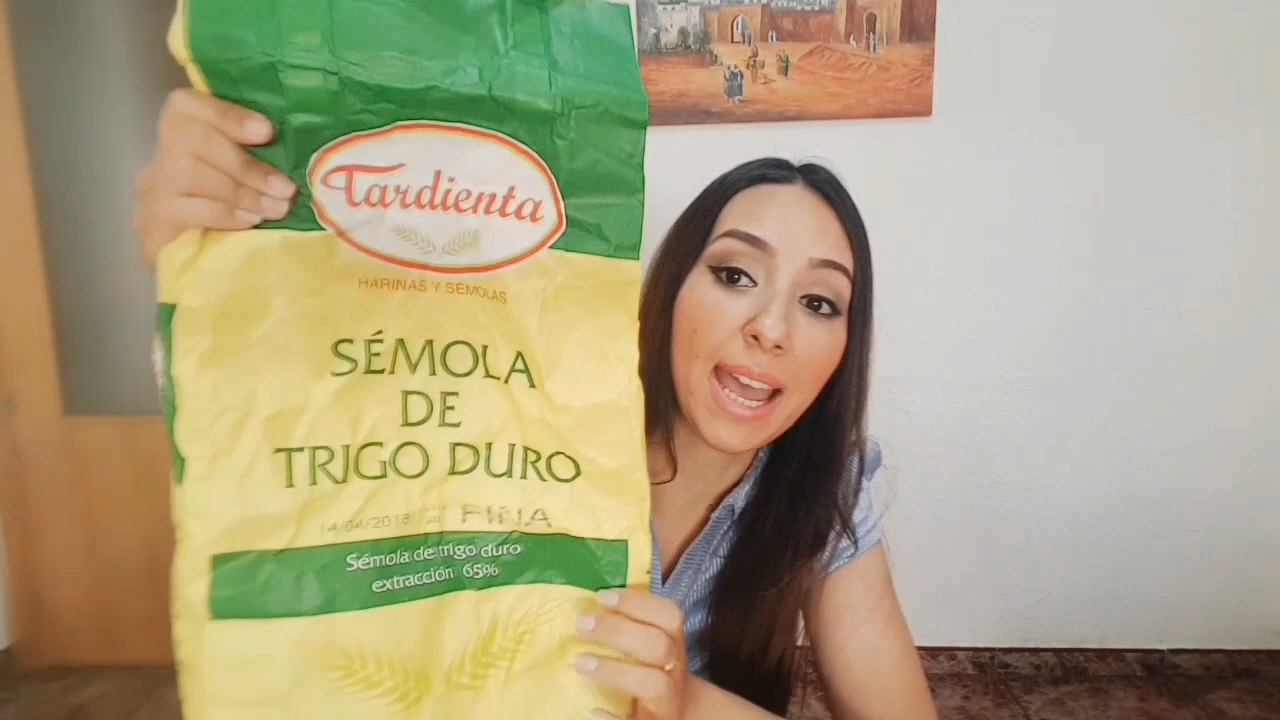 Tardienta
HARINAS Y SÉMOLAS
SÉMOLA
DE
TRIGO DURO
14/04/2018 FINA
Sémola de trigo duro
extracción 65%